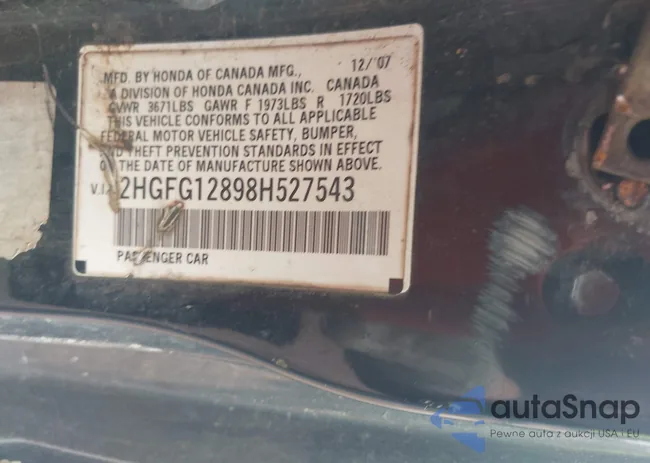 12/'07
MFD. BY HONDA OF CANADA MFG.,
A DIVISION OF HONDA CANADA INC. CANADA
GVWR 3671LBS GAWR F 1973LBS R 1720LBS
THIS VEHICLE CONFORMS TO ALL APPLICABLE
FEDERAL MOTOR VEHICLE SAFETY, BUMPER,
AND THEFT PREVENTION STANDARDS IN EFFECT
ON THE DATE OF MANUFACTURE SHOWN ABOVE.
V.I.N. 2HGFG12898H527543
PASSENGER CAR
autaSnap
Pewne auta z aukcji USA i EU